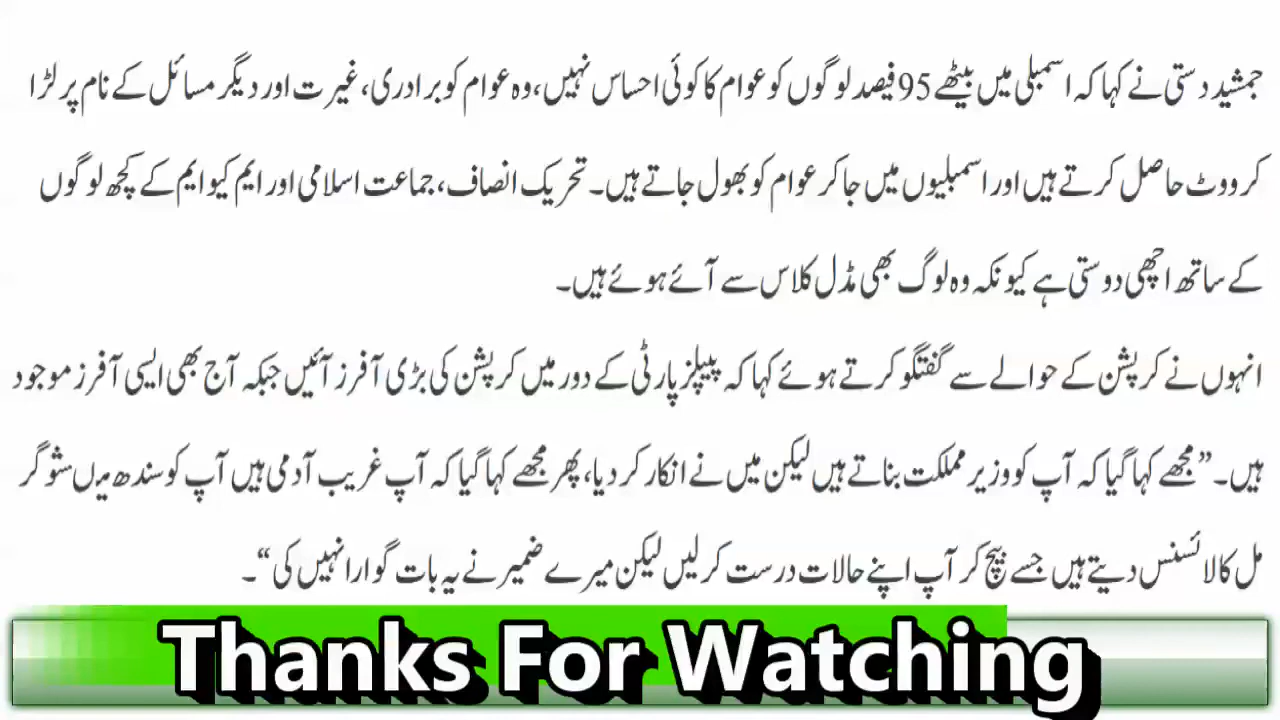 جمشید دستی نے کہا کہ اسمبلی میں بیٹھے 95 فیصد لوگوں کو عوام کا کوئی احساس نہیں، وہ عوام کو برادری، غیرت اور دیگر مسائل کے نام پر لڑا
کر ووٹ حاصل کرتے ہیں اور اسمبلیوں میں جا کر عوام کو بھول جاتے ہیں۔ تحریک انصاف، جماعت اسلامی اور ایم کیو ایم کے کچھ لوگوں
کے ساتھ اچھی دوستی ہے کیونکہ وہ لوگ بھی مڈل کلاس سے آئے ہوئے ہیں۔
انہوں نے کرپشن کے حوالے سے گفتگو کرتے ہوئے کہا کہ پیپلز پارٹی کے دور میں کرپشن کی بڑی آفرز آئیں جبکہ آج بھی ایسی آفرز موجود
ہیں۔ ”مجھے کہا گیا کہ آپ کو وزیر مملکت بناتے ہیں لیکن میں نے انکار کر دیا، پھر مجھے کہا گیا کہ آپ غریب آدمی ہیں آپ کو سندھ میں شوگر
مل کا لائسنس دیتے ہیں جسے بیچ کر آپ اپنے حالات درست کر لیں لیکن میرے ضمیر نے یہ بات گوارا نہیں کی“۔
Thanks For Watching